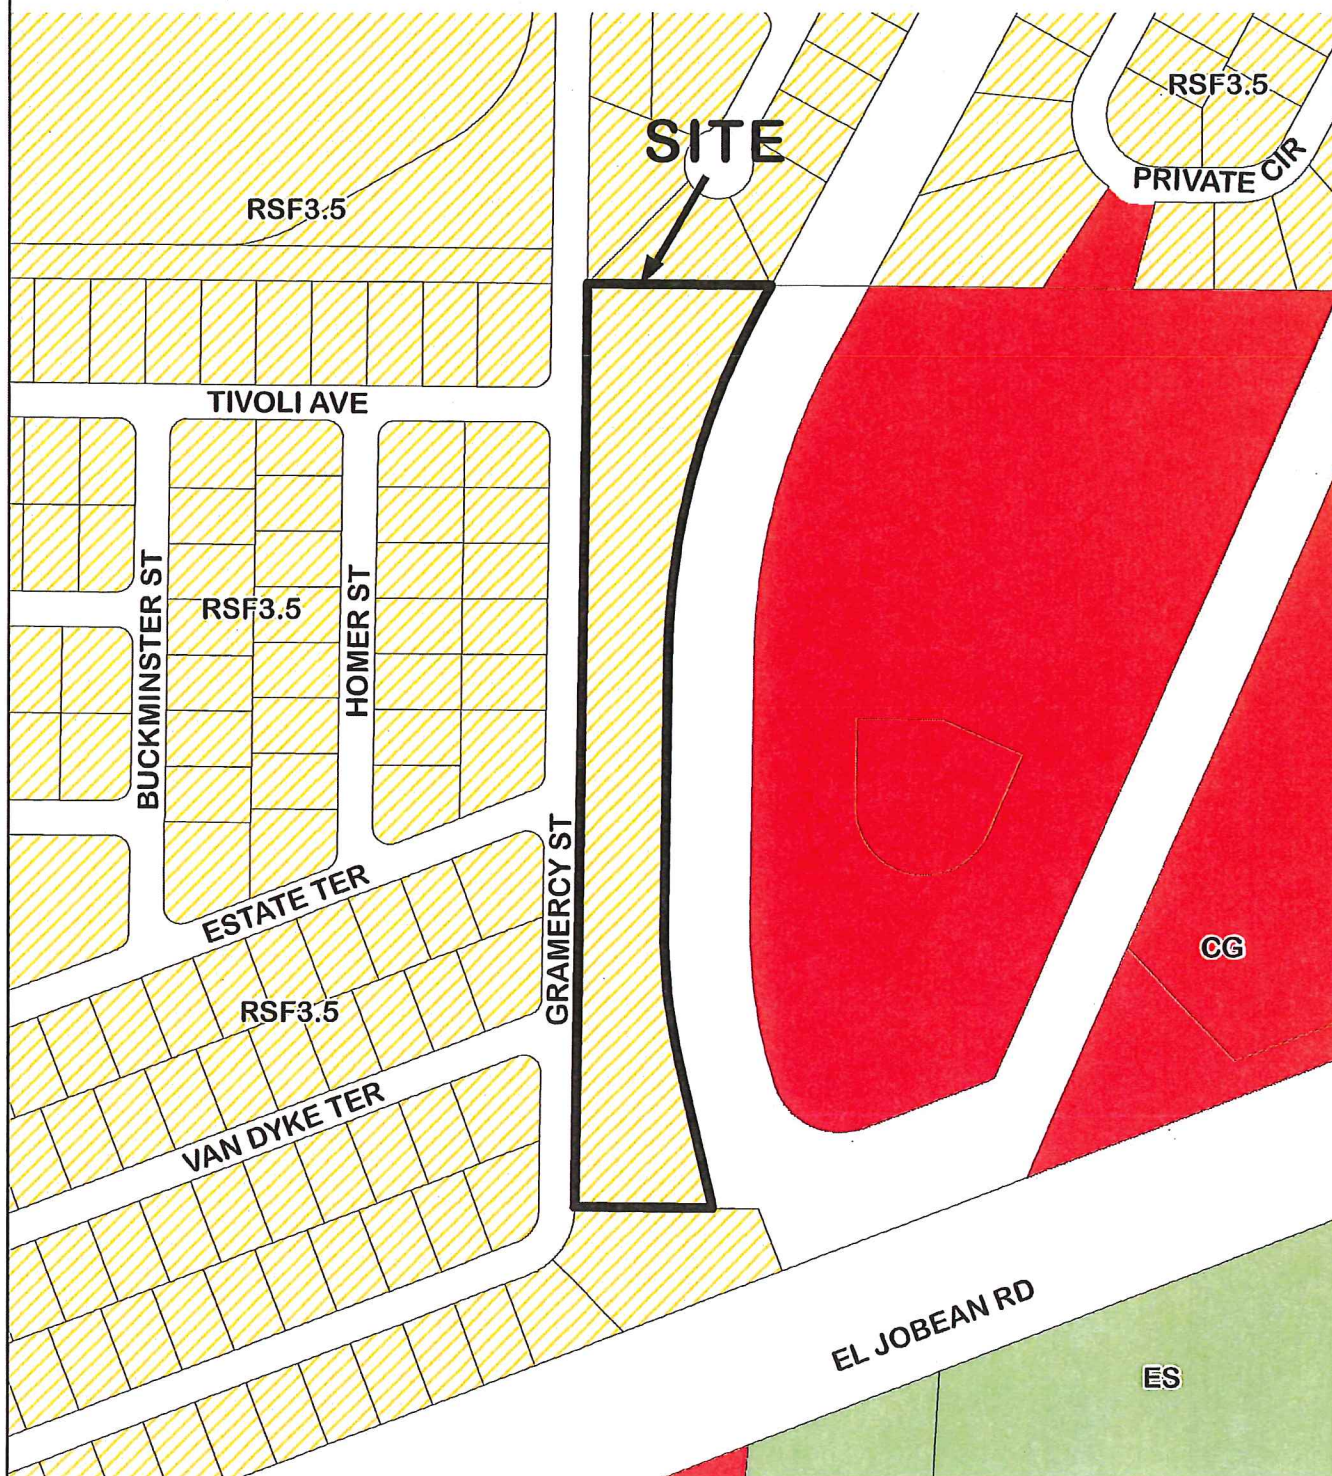 RSF3.5
SITE
PRIVATE CIR
RSF3.5
TIVOLI AVE
BUCKMINSTER ST
RSF3.5
HOMER ST
ESTATE TER
GRAMERCY ST
CG
RSF3.5
VAN DYKE TER
EL JOBEAN RD
ES